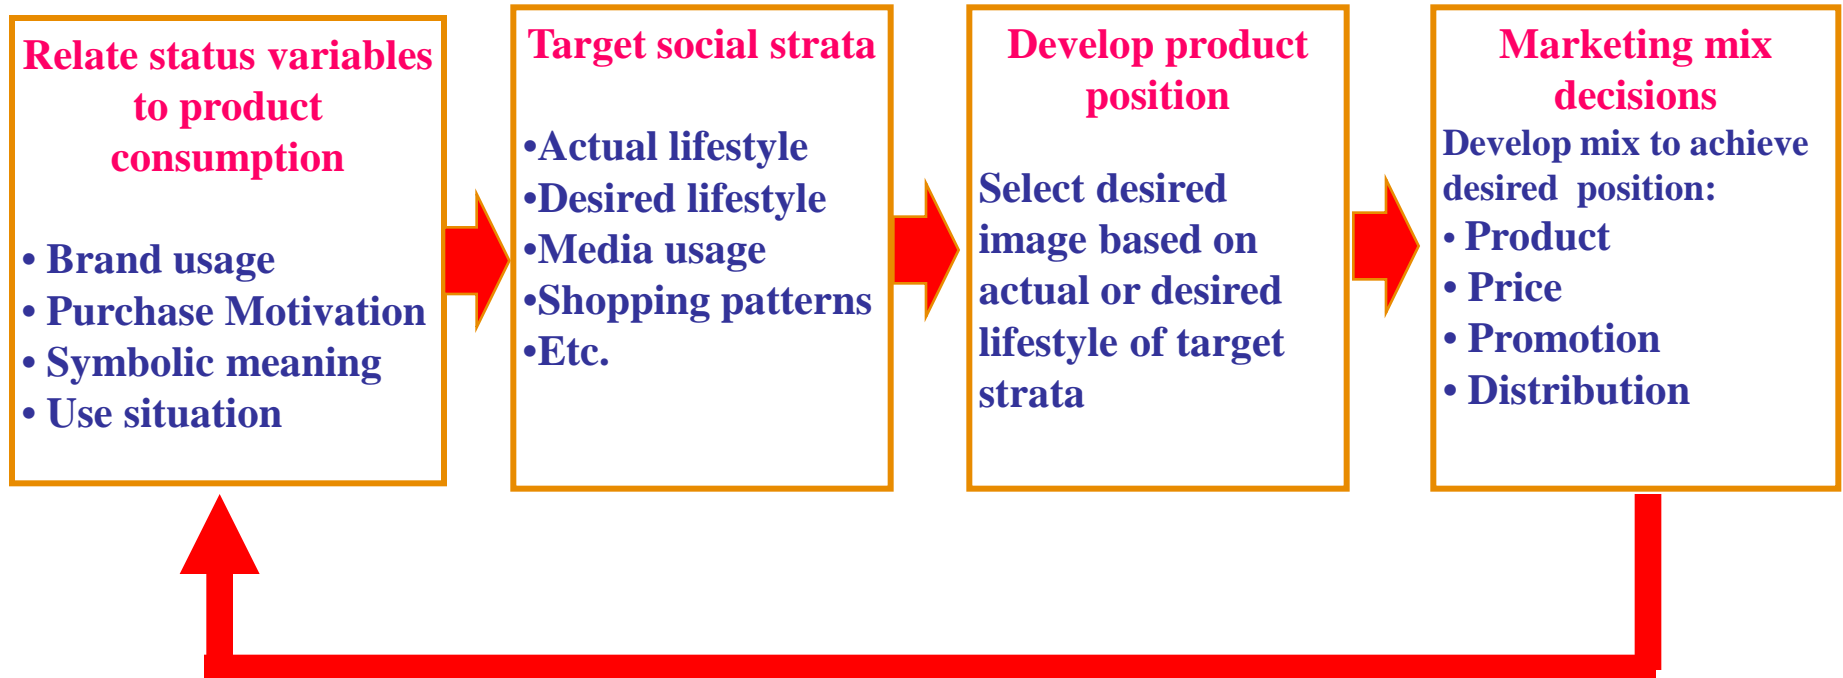 Relate status variables
to product
consumption
• Brand usage
• Purchase Motivation
• Symbolic meaning
• Use situation
Target social strata
•Actual lifestyle
•Desired lifestyle
•Media usage
•Shopping patterns
•Etc.
Develop product
position
Select desired
image based on
actual or desired
lifestyle of target
strata
Marketing mix
decisions
Develop mix to achieve
desired position:
• Product
• Price
• Promotion
• Distribution